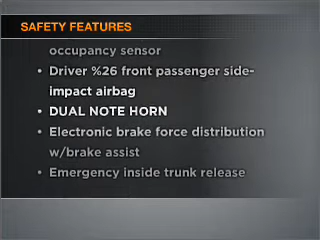 SAFETY FEATURES
occupancy sensor
• Driver %26 front passenger side-
impact airbag
• DUAL NOTE HORN
• Electronic brake force distribution
w/brake assist
• Emergency inside trunk release